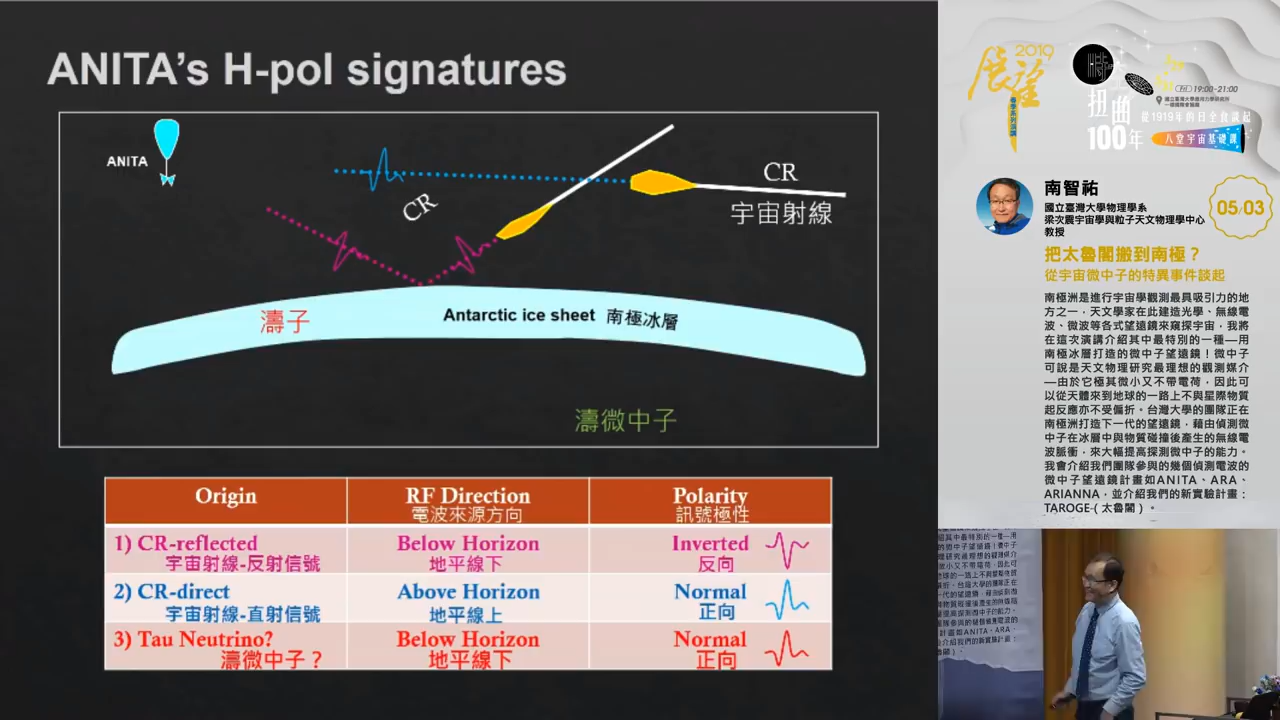 ANITA's H-pol signatures
ANITA
CR
CR
宇宙射線
濤子
Antarctic ice sheet 南極冰層
濤微中子
Origin
RF Direction
電波來源方向
Polarity
訊號極性
1) CR-reflected
宇宙射線-反射信號
Below Horizon
地平線下
Inverted
反向
2) CR-direct
宇宙射線-直射信號
Above Horizon
地平線上
Normal
正向
3) Tau Neutrino?
濤微中子？
Below Horizon
地平線下
Normal
正向
2019
展望
春季系列演講
扭曲
100年
19:00-21:00
從1919年的日全食談起
八堂宇宙基礎課
南智祐
國立臺灣大學物理學系
梁次震宇宙學與粒子天文物理學中心
教授
05/03
把太魯閣搬到南極？
從宇宙微中子的特異事件談起
南極洲是進行宇宙學觀測最具吸引力的地
方之一，天文學家在此建造光學、無線電
波、微波等各式望遠鏡來窺探宇宙，我將
在這次演講介紹其中最特別的一種—用
南極冰層打造的微中子望遠鏡！微中子
可說是天文物理研究最理想的觀測媒介
—由於它極其微小又不帶電荷，因此可
以從天體來到地球的一路上不與星際物質
起反應亦不受偏折。台灣大學的團隊正在
南極洲打造下一代的望遠鏡，藉由偵測微
中子在冰層中與物質碰撞後產生的無線電
波脈衝，來大幅提高探測微中子的能力。
我會介紹我們團隊參與的幾個偵測電波的
微中子望遠鏡計畫如ANITA、ARA、
ARIANNA，並介紹我們的新實驗計畫：
TAROGE（太魯閣）。